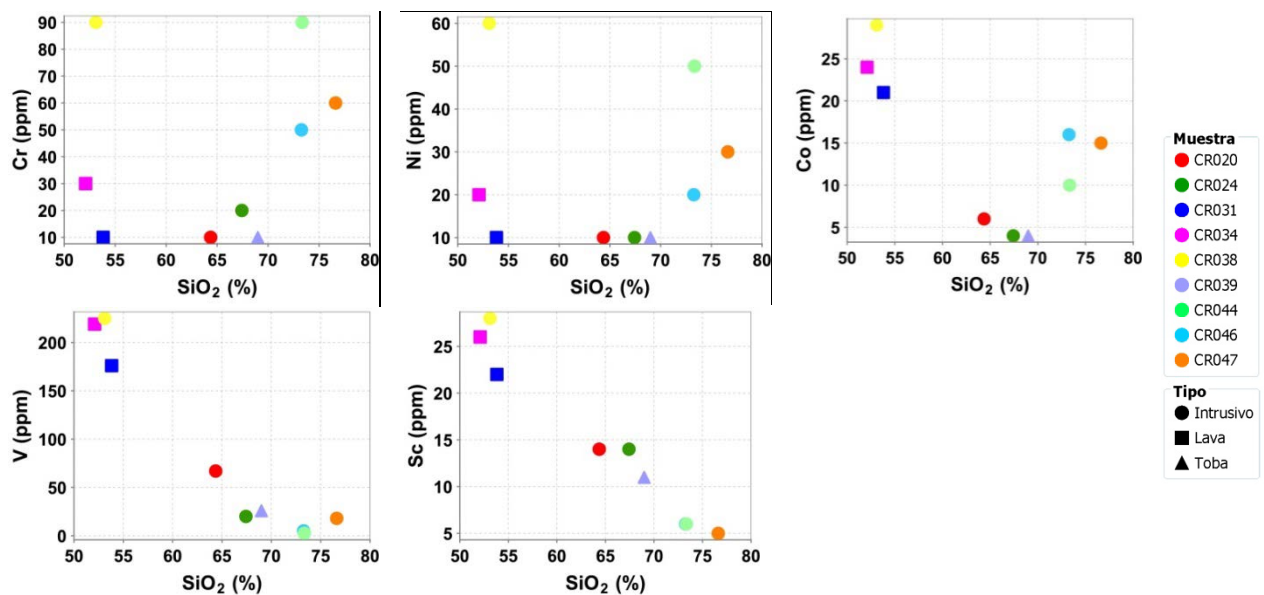 90
80
70
60
50
40
30
20
10
Cr (ppm)
50 55 60 65 70 75 80
SiO₂ (%)
60
50
40
30
20
10
Ni (ppm)
50 55 60 65 70 75 80
SiO₂ (%)
25
20
15
10
5
Co (ppm)
50 55 60 65 70 75 80
SiO₂ (%)
200
150
100
50
0
V (ppm)
50 55 60 65 70 75 80
SiO₂ (%)
25
20
15
10
5
Sc (ppm)
50 55 60 65 70 75 80
SiO₂ (%)
Muestra
CR020
CR024
CR031
CR034
CR038
CR039
CR044
CR046
CR047
Tipo
Intrusivo
Lava
Toba